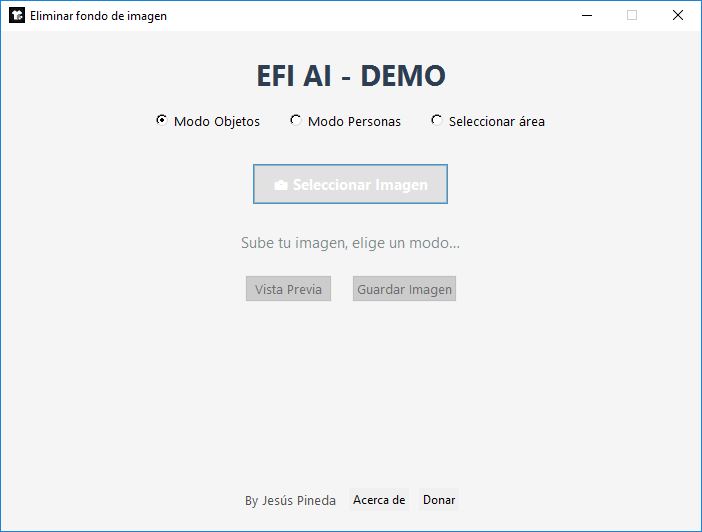 Eliminar fondo de imagen
EFI AI - DEMO
Modo Objetos Modo Personas Seleccionar área
Seleccionar Imagen
Sube tu imagen, elige un modo...
Vista Previa Guardar Imagen
By Jesús Pineda Acerca de Donar